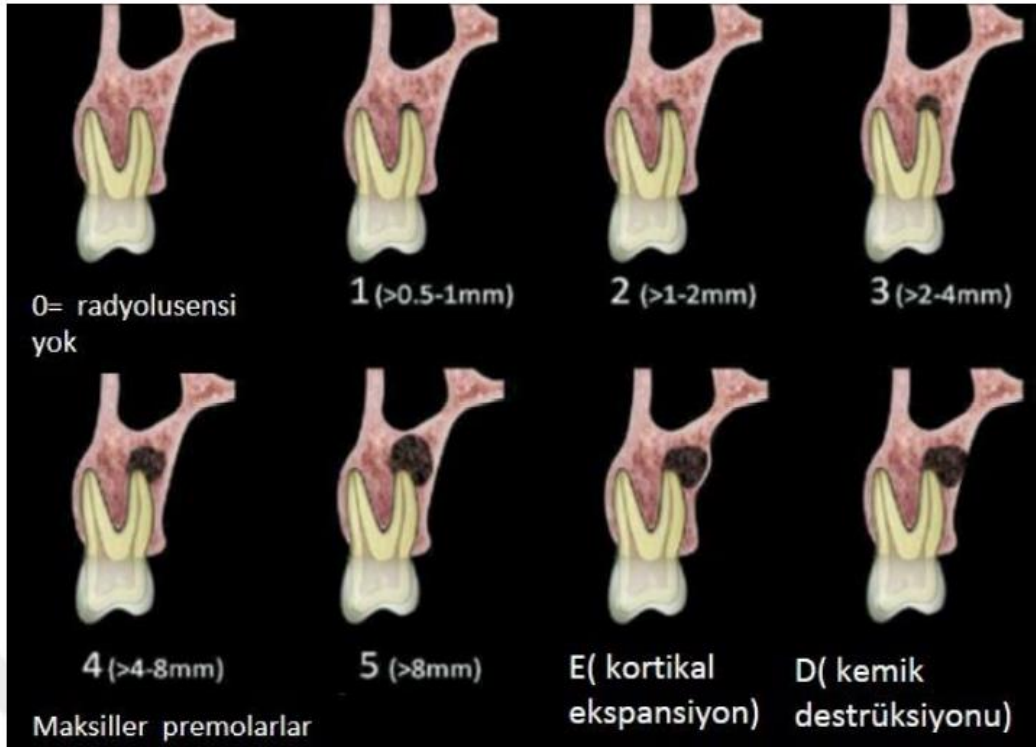 0= radyolusensi
yok
1 (>0.5-1mm)
2 (>1-2mm)
3 (>2-4mm)
4 (>4-8mm)
5 (>8mm)
E( kortikal
ekspansiyon)
D( kemik
destrüksiyonu)
Maksiller premolarlar